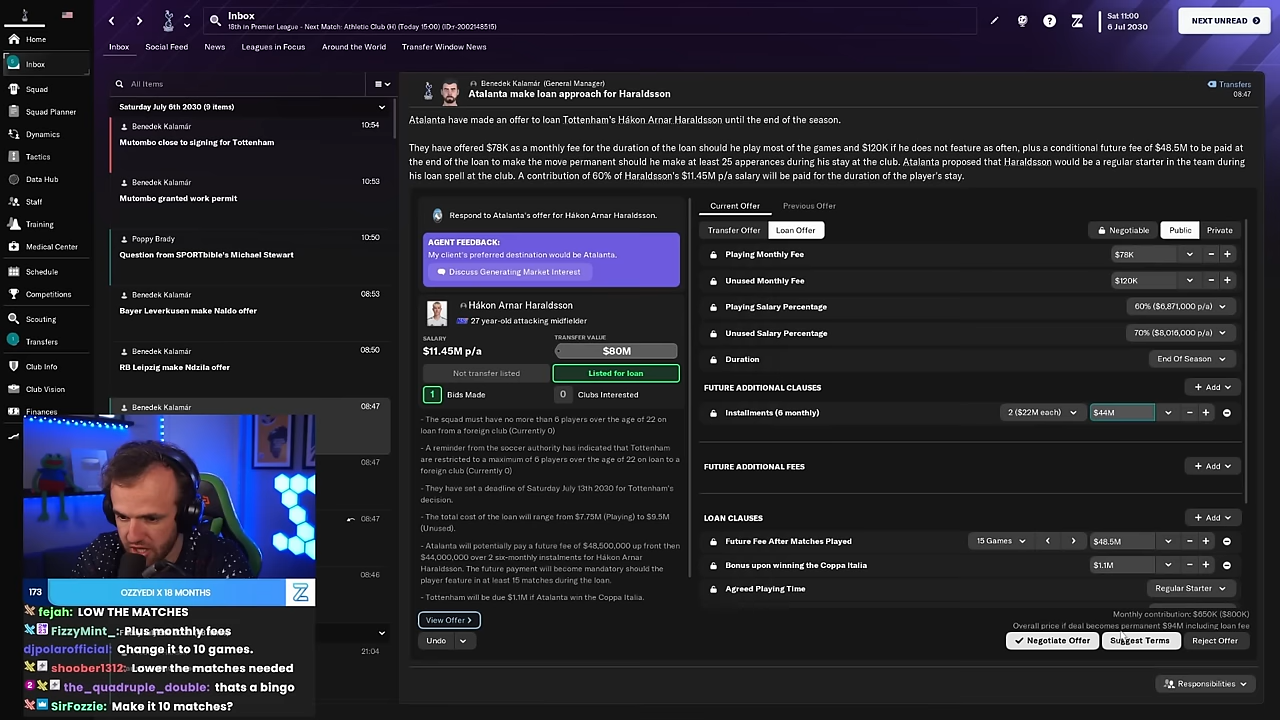 Inbox
18th in Premier League - Next Match: Athletic Club (H) (Today 15:00) (ID:r-2002148515)
Sat 11:00
6 Jul 2030
NEXT UNREAD
Home
Inbox
Squad
Squad Planner
Dynamics
Tactics
Data Hub
Staff
Training
Medical Center
Schedule
Competitions
Scouting
Transfers
Club Info
Club Vision
Finances
Inbox
Social Feed
News
Leagues in Focus
Around the World
Transfer Window News
All Items
Saturday July 6th 2030 (9 items)
Benedek Kalamár
10:54
Mutombo close to signing for Tottenham
Benedek Kalamár
10:53
Mutombo granted work permit
Poppy Brady
10:50
Question from SPORTbible's Michael Stewart
Benedek Kalamár
08:53
Bayer Leverkusen make Naldo offer
Benedek Kalamár
08:50
RB Leipzig make Ndzila offer
Benedek Kalamár
08:47
08:47
08:47
08:46
21:04
Benedek Kalamár (General Manager)
Atalanta make loan approach for Haraldsson
Transfers
08:47
Atalanta have made an offer to loan Tottenham's Hákon Arnar Haraldsson until the end of the season.
They have offered $78K as a monthly fee for the duration of the loan should he play most of the games and $120K if he does not feature as often, plus a conditional future fee of $48.5M to be paid
at the end of the loan to make the move permanent should he make at least 25 apperances during his stay at the club. Atalanta proposed that Haraldsson would be a regular starter in the team during
his loan spell at the club. A contribution of 60% of Haraldsson's $11.45M p/a salary will be paid for the duration of the player's stay.
Respond to Atalanta's offer for Hákon Arnar Haraldsson.
AGENT FEEDBACK:
My client's preferred destination would be Atalanta.
Discuss Generating Market Interest
Hákon Arnar Haraldsson
27 year-old attacking midfielder
SALARY
$11.45M p/a
TRANSFER VALUE
$80M
Not transfer listed
Listed for loan
1 Bids Made
0 Clubs Interested
- The squad must have no more than 6 players over the age of 22 on
loan from a foreign club (Currently 0)
- A reminder from the soccer authority has indicated that Tottenham
are restricted to a maximum of 6 players over the age of 22 on loan to a
foreign club (Currently 0)
- They have set a deadline of Saturday July 13th 2030 for Tottenham's
decision.
- The total cost of the loan will range from $7.75M (Playing) to $9.5M
(Unused).
- Atalanta will potentially pay a future fee of $48,500,000 up front then
$44,000,000 over 2 six-monthly instalments for Hákon Arnar
Haraldsson. The future payment will become mandatory should the
player feature in at least 15 matches during the loan.
- Tottenham will be due $1.1M if Atalanta win the Coppa Italia.
View Offer
Undo
Current Offer
Previous Offer
Transfer Offer
Loan Offer
Negotiable
Public
Private
Playing Monthly Fee
$78K
Unused Monthly Fee
$120K
Playing Salary Percentage
60% ($6,871,000 p/a)
Unused Salary Percentage
70% ($8,016,000 p/a)
Duration
End Of Season
FUTURE ADDITIONAL CLAUSES
+ Add
Installments (6 monthly)
2 ($22M each)
$44M
FUTURE ADDITIONAL FEES
+ Add
LOAN CLAUSES
+ Add
Future Fee After Matches Played
15 Games
$48.5M
Bonus upon winning the Coppa Italia
$1.1M
Agreed Playing Time
Regular Starter
Monthly contribution: $650K ($800K)
Overall price if deal becomes permanent $94M including loan fee
Negotiate Offer
Suggest Terms
Reject Offer
Responsibilities
173
OZZYEDI X 18 MONTHS
fejah: LOW THE MATCHES
FizzyMint_: Plus monthly fees
djpolarofficial: Change it to 10 games.
shoober1312: Lower the matches needed
the_quadruple_double: thats a bingo
SirFozzie: Make it 10 matches?